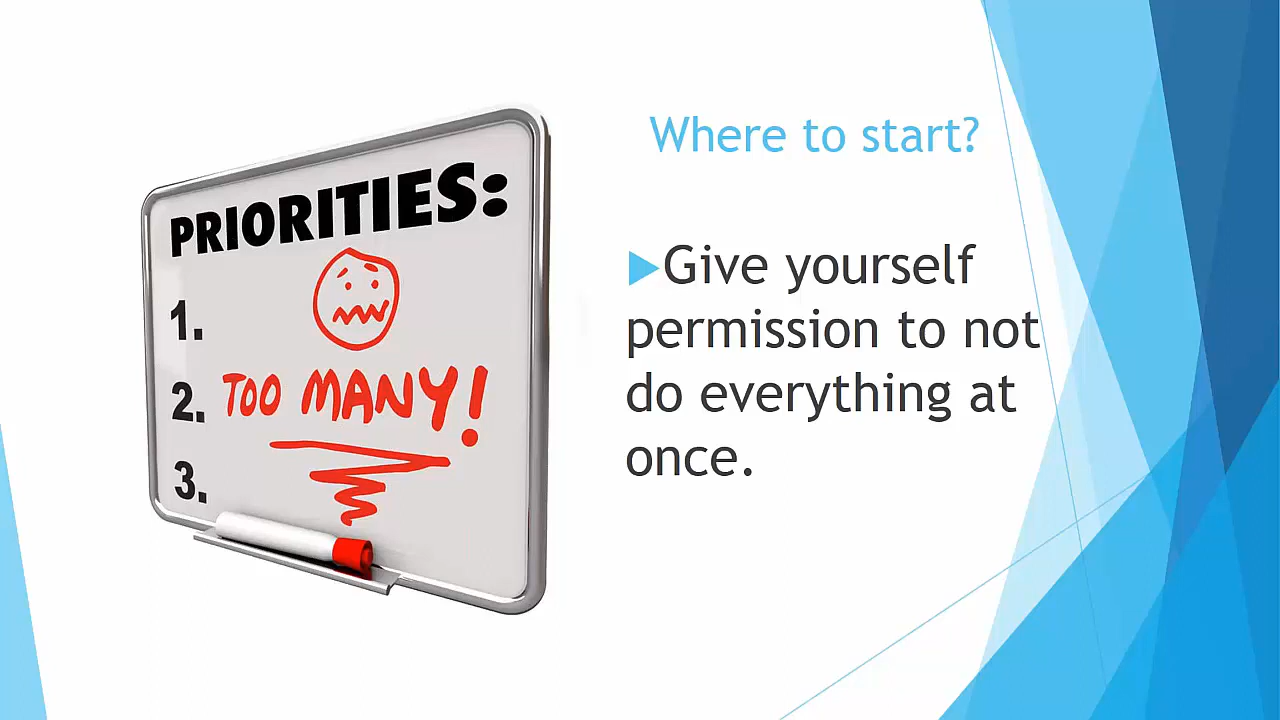 PRIORITIES:
1.
2. TOO MANY!
3.
Where to start?
Give yourself
permission to not
do everything at
once.